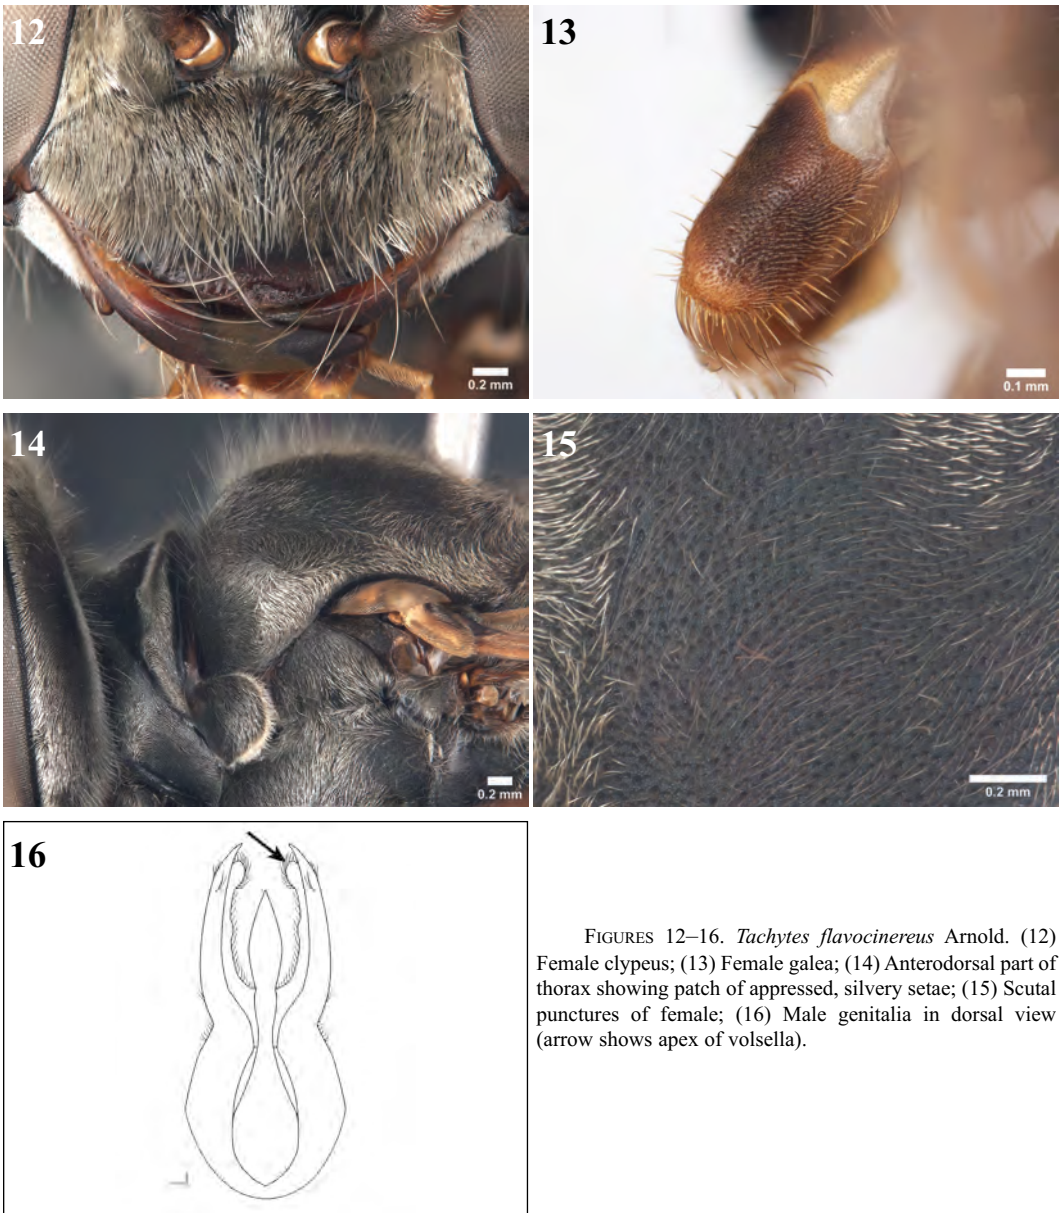 12
13
0.2 mm
0.1 mm
14
15
0.2 mm
0.2 mm
16
FIGURES 12–16. Tachytes flavocinereus Arnold. (12)
Female clypeus; (13) Female galea; (14) Anterodorsal part of
thorax showing patch of appressed, silvery setae; (15) Scutal
punctures of female; (16) Male genitalia in dorsal view
(arrow shows apex of volsella).